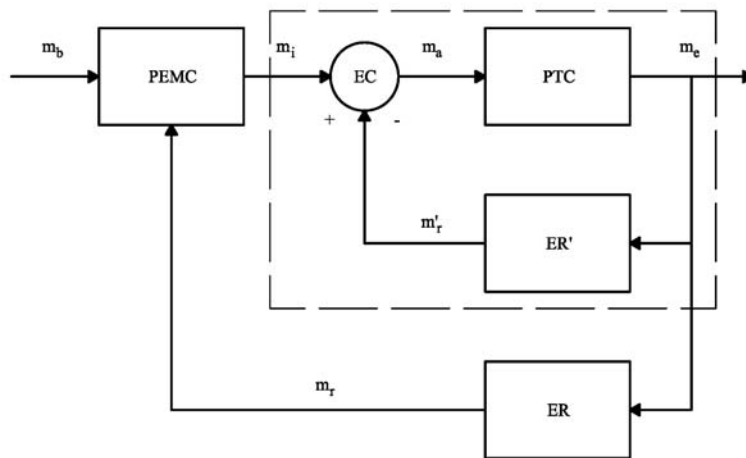 m_b
PEMC
m_i
EC
m_a
PTC
m_e
+
-
m'_r
ER'
m_r
ER